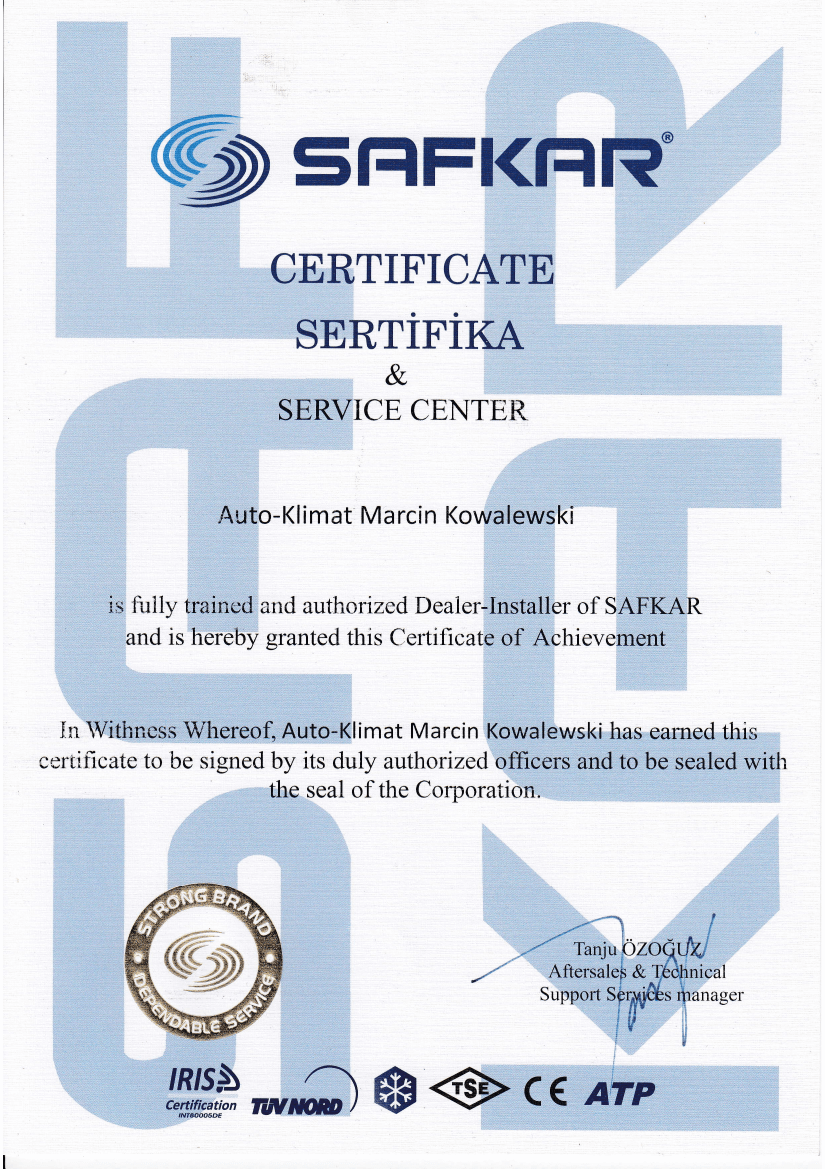 SAFKAR®
CERTIFICATE
SERTİFİKA
&
SERVICE CENTER
Auto-Klimat Marcin Kowalewski
is fully trained and authorized Dealer-Installer of SAFKAR
and is hereby granted this Certificate of Achievement
In Withness Whereof, Auto-Klimat Marcin Kowalewski has earned this
certificate to be signed by its duly authorized officers and to be sealed with
the seal of the Corporation.
STRONG BRAND
DEPENDABLE SERVICE
Tanju ÖZOĞUZ
Aftersales & Technical
Support Services manager
IRIS
Certification
INT80005DE
TÜV NORD
TSE
CE
ATP
SAFKAR